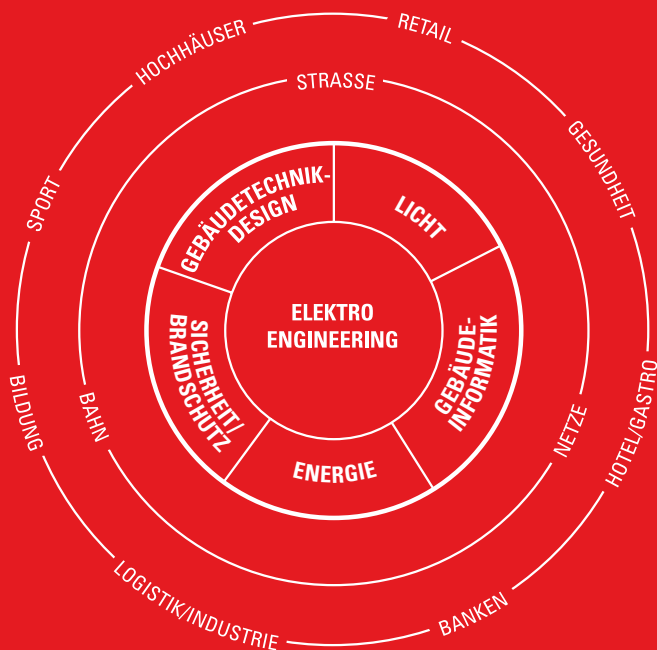 HOCHHÄUSER
RETAIL
STRASSE
GESUNDHEIT
SPORT
GEBÄUDETECHNIK-
DESIGN
LICHT
ELEKTRO
ENGINEERING
GEBÄUDE-
INFORMATIK
SICHERHEIT/
BRANDSCHUTZ
ENERGIE
BILDUNG
BAHN
NETZE
HOTEL/GASTRO
LOGISTIK/INDUSTRIE
BANKEN